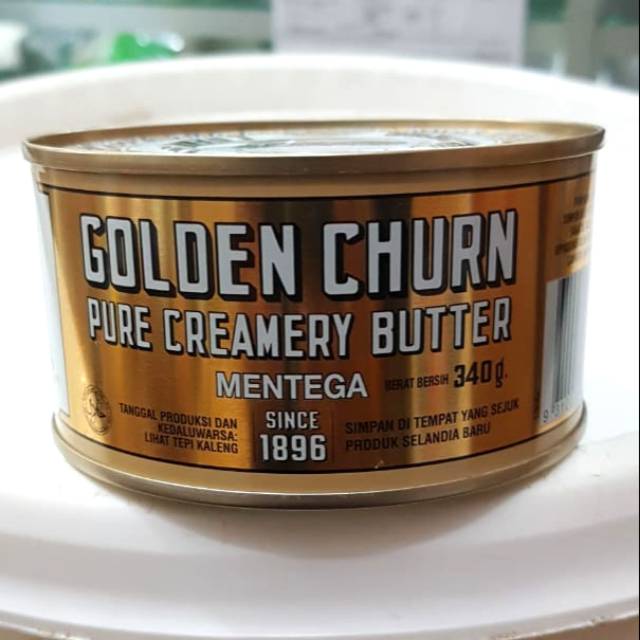 GOLDEN CHURN
PURE CREAMERY BUTTER
MENTEGA
BERAT BERSIH 340g.
TANGGAL PRODUKSI DAN
KEDALUWARSA:
LIHAT TEPI KALENG
SINCE
1896
SIMPAN DI TEMPAT YANG SEJUK
PRODUK SELANDIA BARU